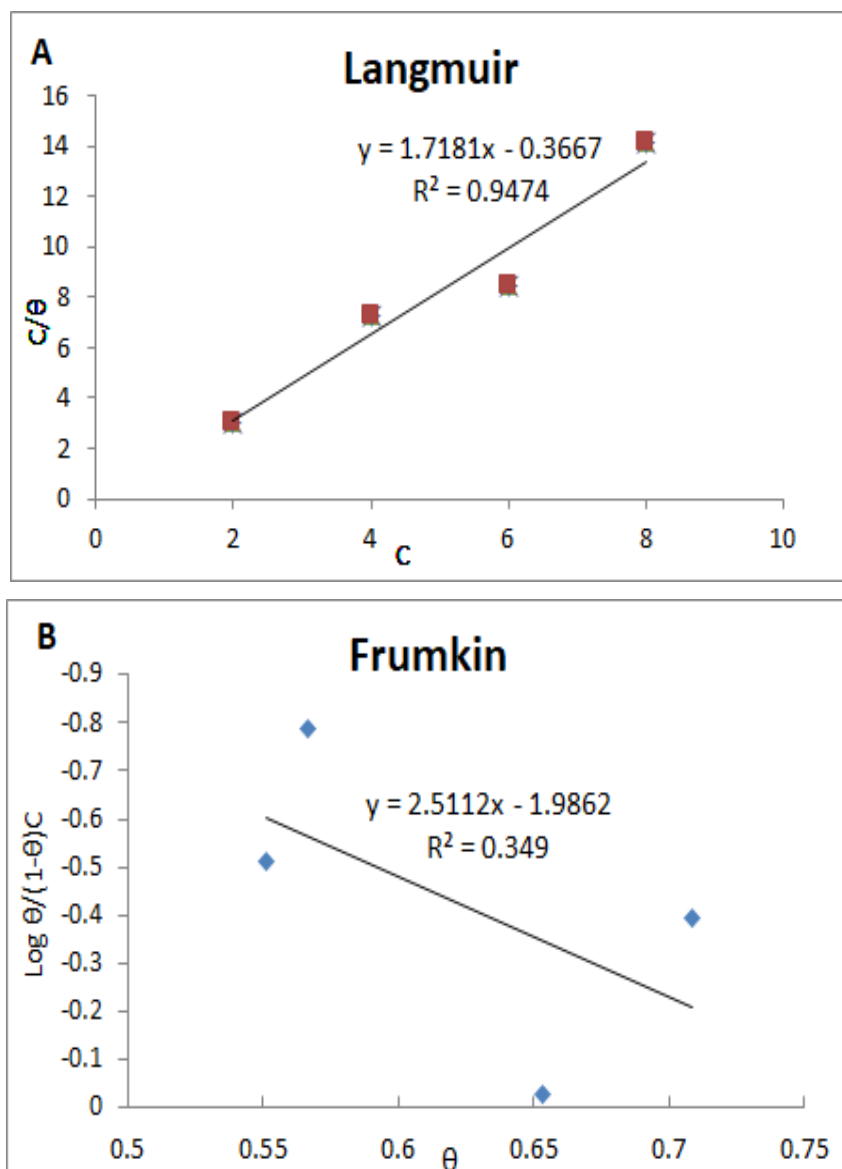 A
Langmuir
16
14
12
10
8
6
4
2
0
C/θ
y = 1.7181x - 0.3667
R² = 0.9474
0 2 4 6 8 10
C
B
Frumkin
-0.9
-0.8
-0.7
-0.6
-0.5
-0.4
-0.3
-0.2
-0.1
0
Log θ/(1-θ)C
y = 2.5112x - 1.9862
R² = 0.349
0.5 0.55 0.6 0.65 0.7 0.75
θ